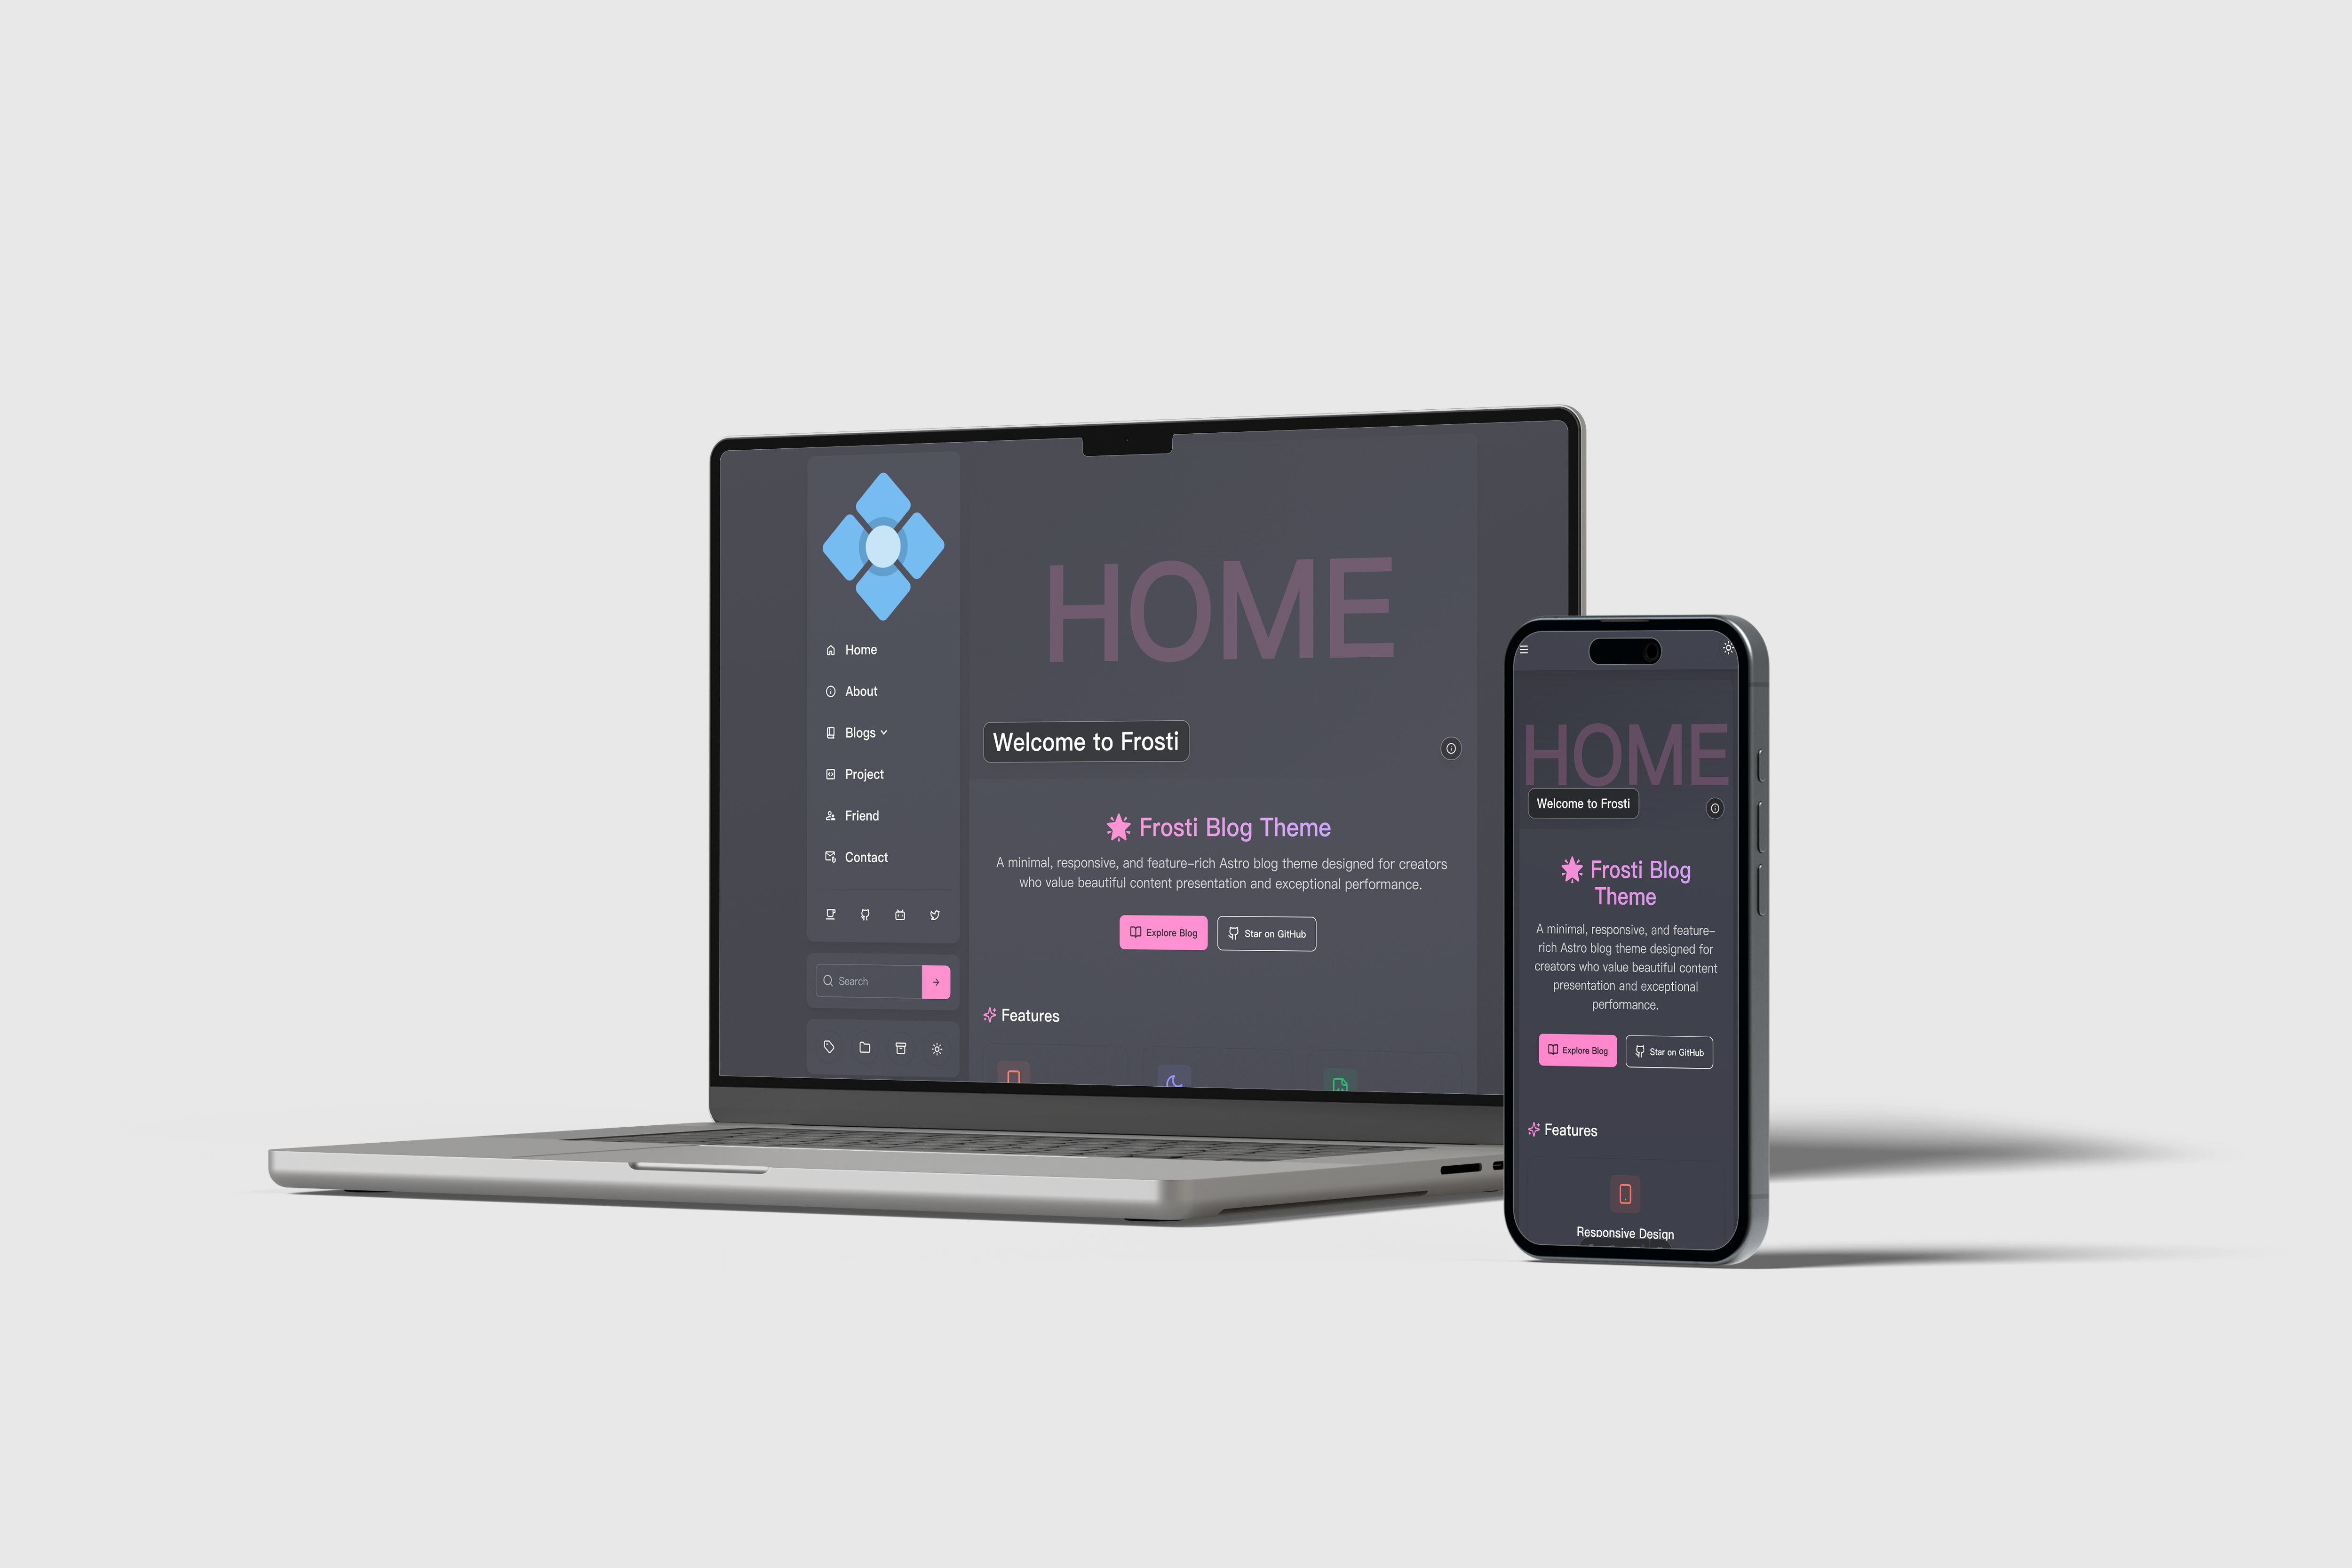 HOME
Home
About
Blogs
Project
Friend
Contact
Search
Welcome to Frosti
Frosti Blog Theme
A minimal, responsive, and feature-rich Astro blog theme designed for creators
who value beautiful content presentation and exceptional performance.
Explore Blog
Star on GitHub
Features
HOME
Welcome to Frosti
Frosti Blog
Theme
A minimal, responsive, and feature-
rich Astro blog theme designed for
creators who value beautiful content
presentation and exceptional
performance.
Explore Blog
Star on GitHub
Features
Responsive Design